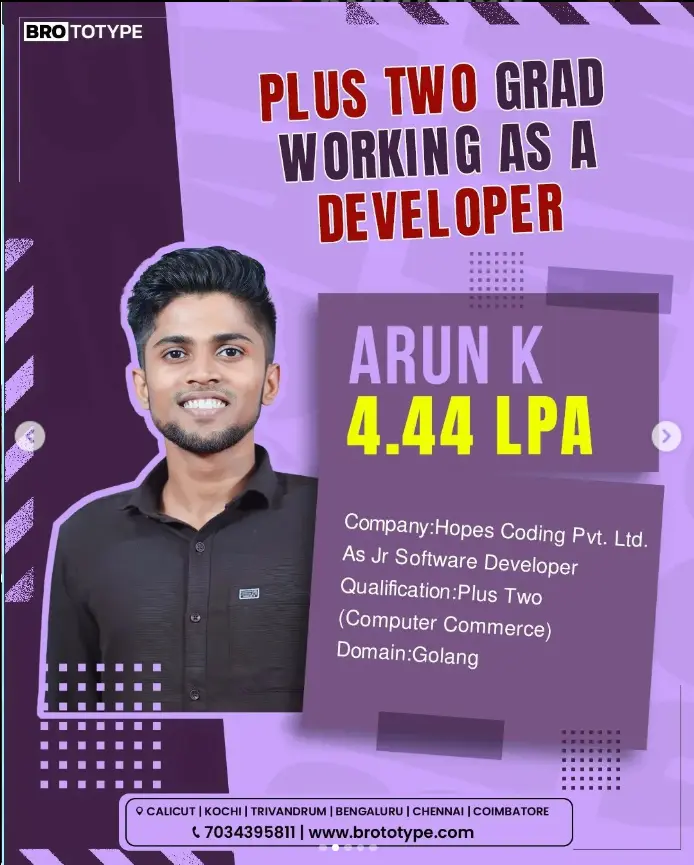 BROTOTYPE
PLUS TWO GRAD
WORKING AS A
DEVELOPER
ARUN K
4.44 LPA
Company:Hopes Coding Pvt. Ltd.
As Jr Software Developer
Qualification:Plus Two
(Computer Commerce)
Domain:Golang
CALICUT | KOCHI | TRIVANDRUM | BENGALURU | CHENNAI | COIMBATORE
7034395811 | www.brototype.com